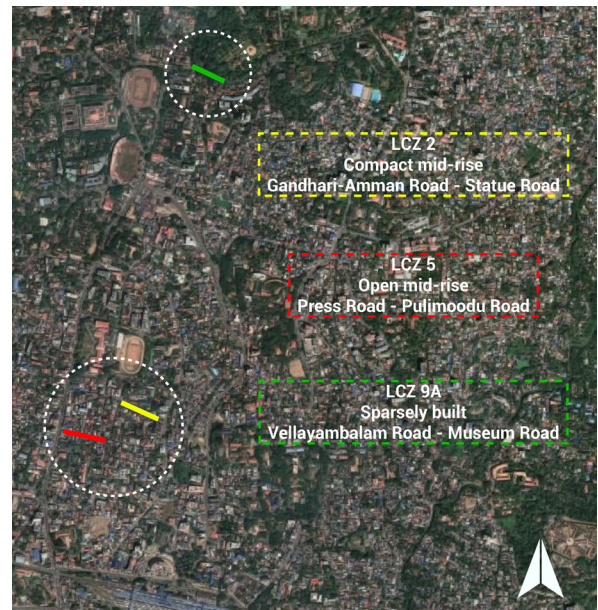 LCZ 2
Compact mid-rise
Gandhari-Amman Road - Statue Road
LCZ 5
Open mid-rise
Press Road - Pulimoodu Road
LCZ 9A
Sparsely built
Vellayambalam Road - Museum Road